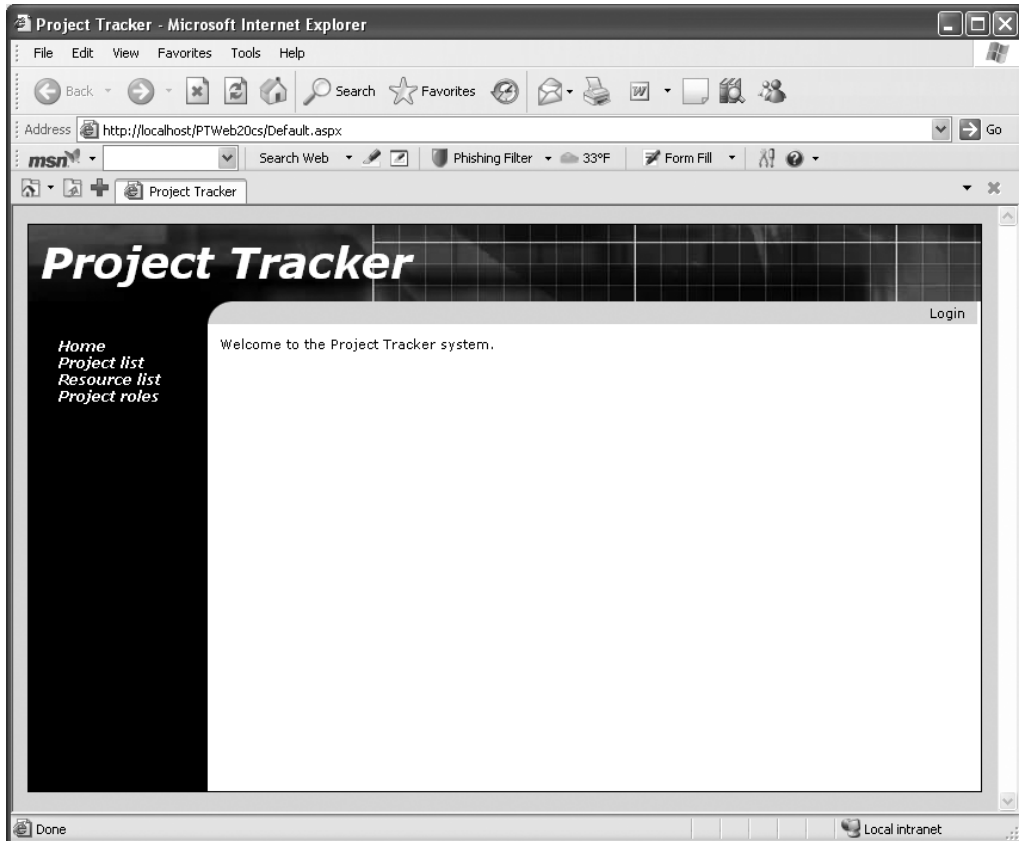 Project Tracker - Microsoft Internet Explorer
File Edit View Favorites Tools Help
Back Search Favorites W
Address http://localhost/PTWeb20cs/Default.aspx Go
msn Search Web Phishing Filter 33°F Form Fill
Project Tracker
Project Tracker
Login
Home
Project list
Resource list
Project roles
Welcome to the Project Tracker system.
Done Local intranet